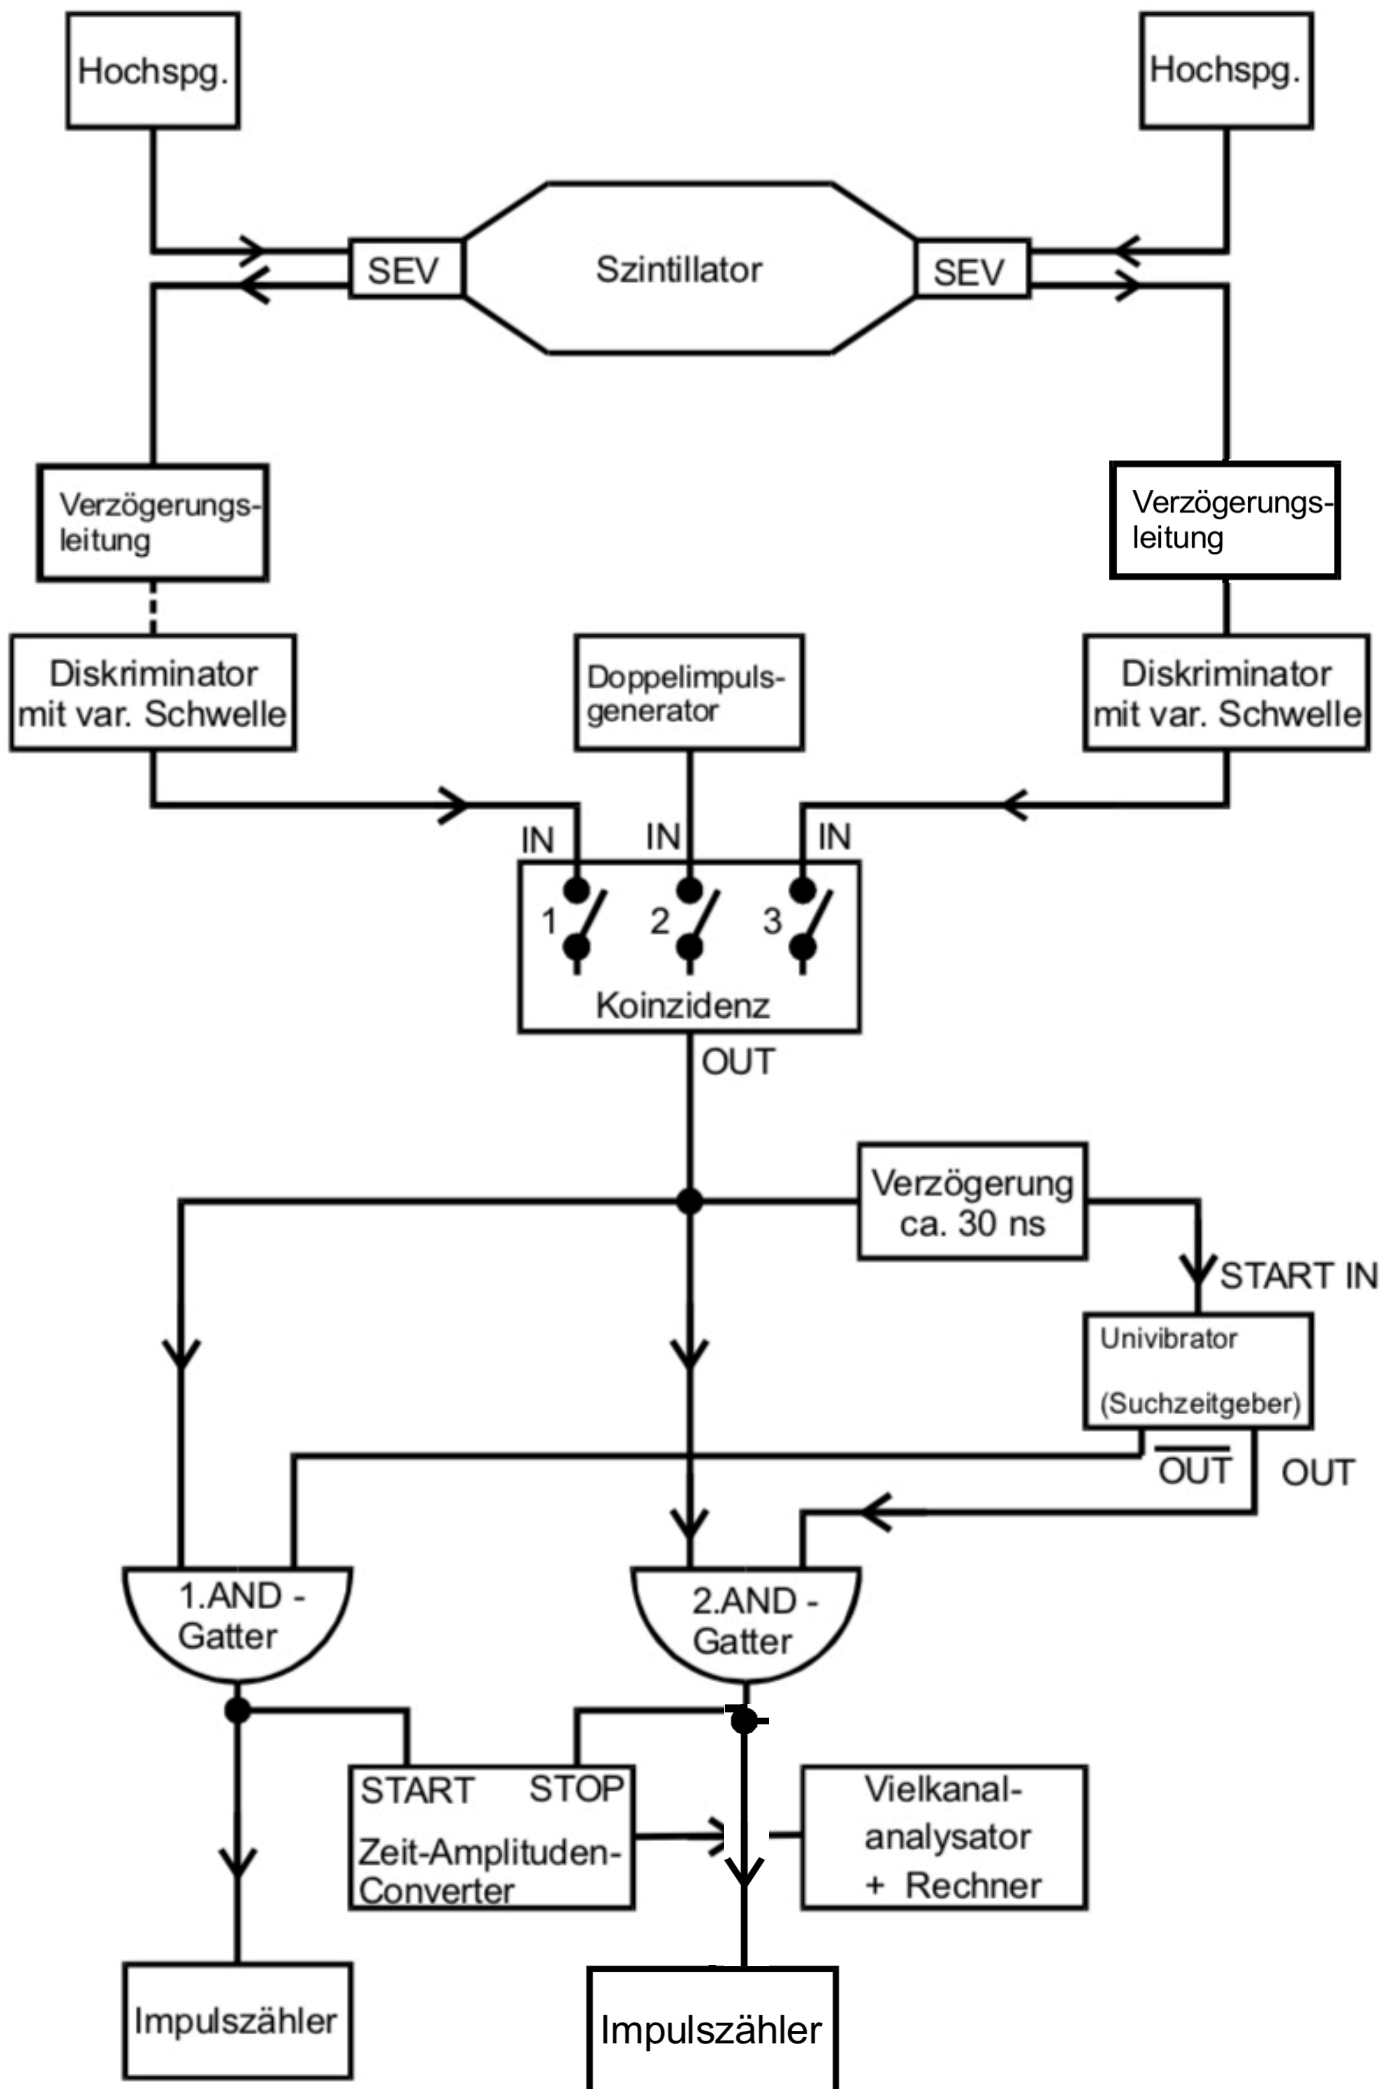 Hochspg.
Hochspg.
SEV
Szintillator
SEV
Verzögerungs-
leitung
Verzögerungs-
leitung
Diskriminator
mit var. Schwelle
Doppelimpuls-
generator
Diskriminator
mit var. Schwelle
IN
IN
IN
1
2
3
Koinzidenz
OUT
Verzögerung
ca. 30 ns
START IN
Univibrator
(Suchzeitgeber)
O̅U̅T̅
OUT
1.AND -
Gatter
2.AND -
Gatter
START
STOP
Zeit-Amplituden-
Converter
Vielkanal-
analysator
+ Rechner
Impulszähler
Impulszähler